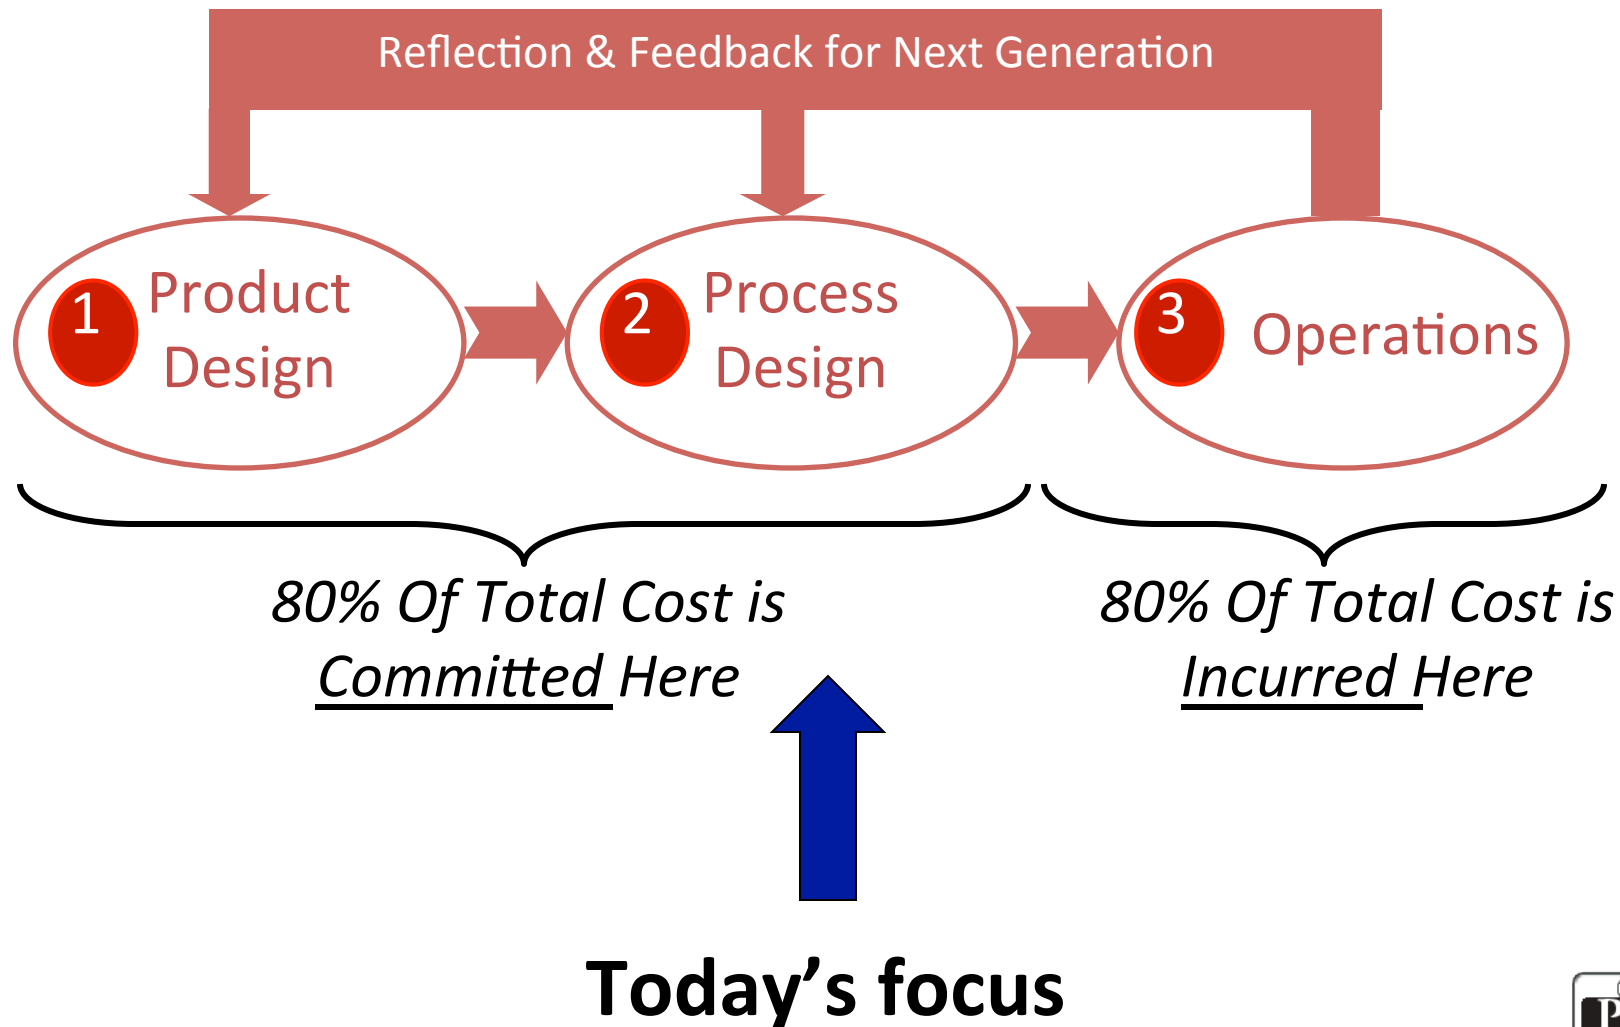 Reflection & Feedback for Next Generation
1
Product
Design
2
Process
Design
3
Operations
80% Of Total Cost is
Committed Here
80% Of Total Cost is
Incurred Here
Today’s focus